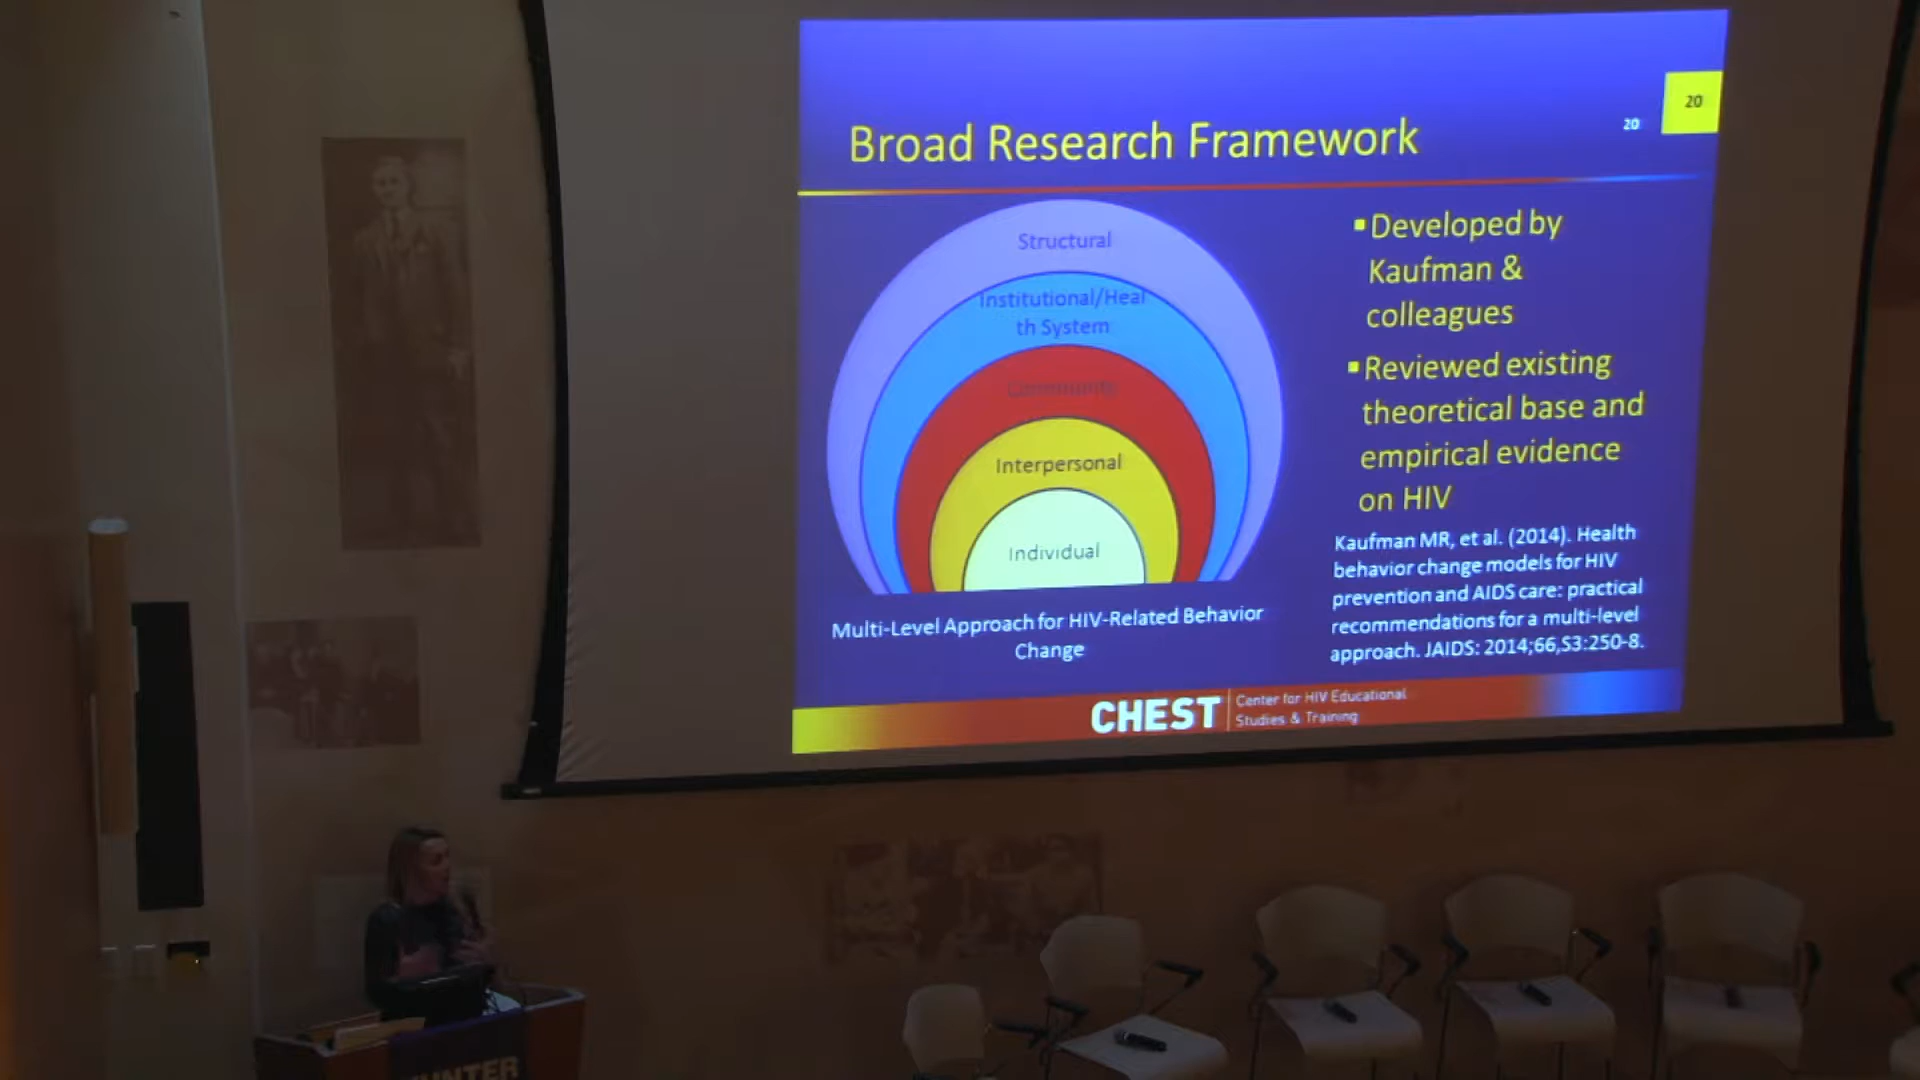 20
20
Broad Research Framework
Structural
Institutional/Heal
th System
Community
Interpersonal
Individual
Multi-Level Approach for HIV-Related Behavior
Change
▪Developed by
Kaufman &
colleagues
▪Reviewed existing
theoretical base and
empirical evidence
on HIV
Kaufman MR, et al. (2014). Health
behavior change models for HIV
prevention and AIDS care: practical
recommendations for a multi-level
approach. JAIDS: 2014;66,S3:250-8.
CHEST
Center for HIV Educational
Studies & Training
HUNTER